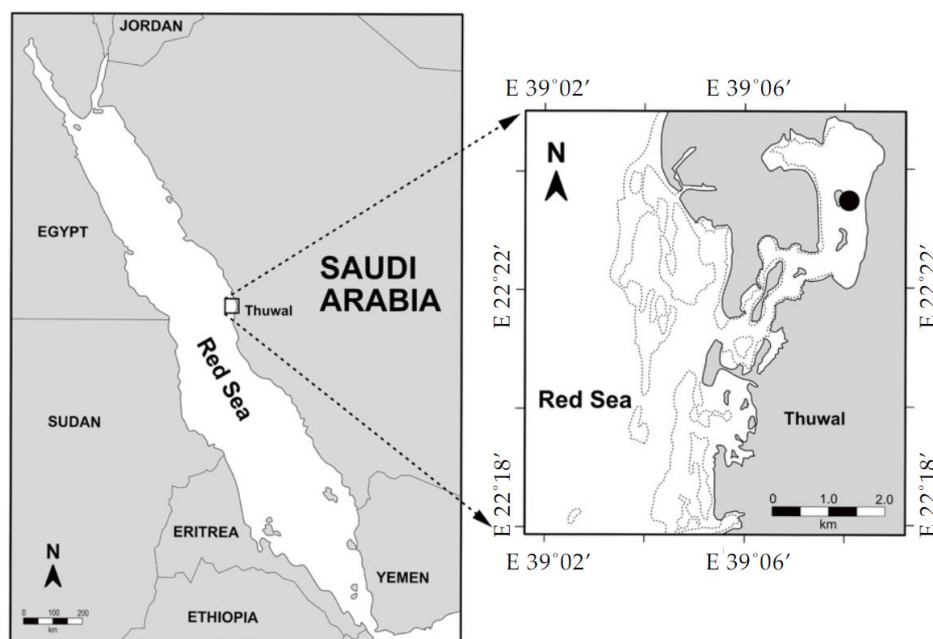 JORDAN
EGYPT
SAUDI
ARABIA
Thuwal
Red Sea
SUDAN
ERITREA
YEMEN
ETHIOPIA
N
0 100 200
km
E 39°02′ E 39°06′
N
E 22°22′ E 22°22′
Red Sea
Thuwal
E 22°18′ E 22°18′
0 1.0 2.0
km
E 39°02′ E 39°06′